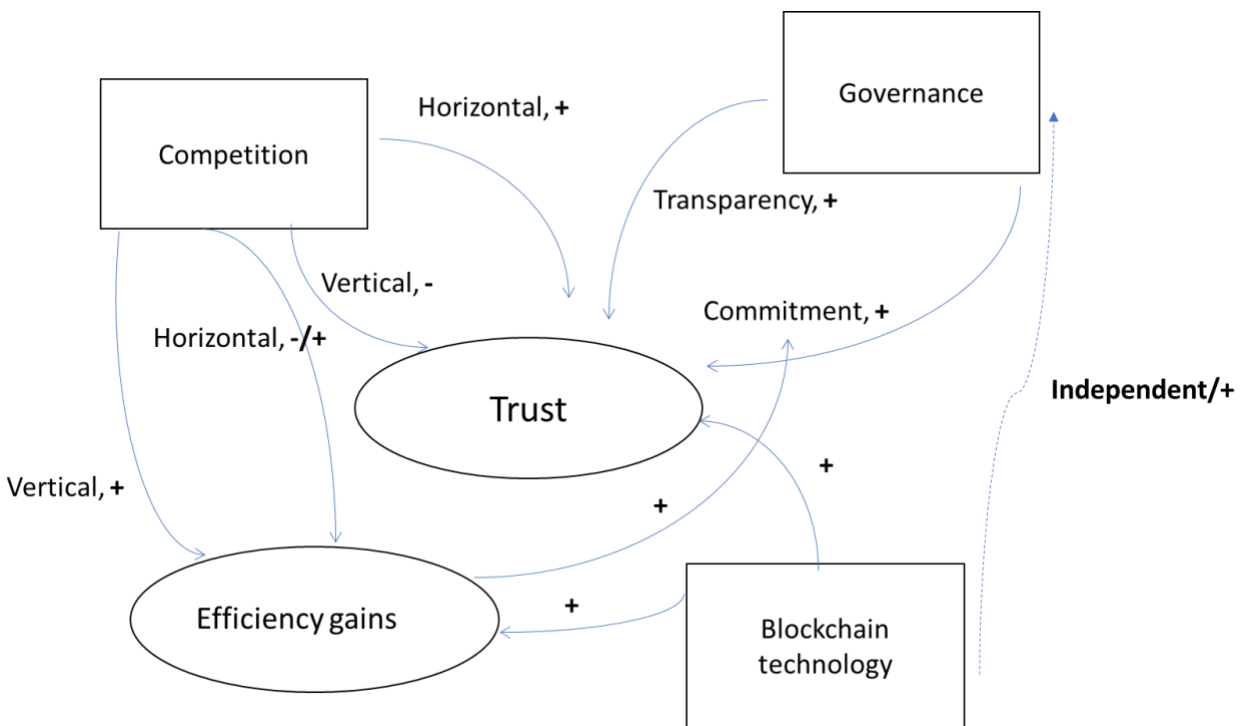 Governance
Horizontal, +
Competition
Transparency, +
Vertical, -
Commitment, +
Horizontal, -/+
Independent/+
Trust
+
Vertical, +
+
+
Efficiency gains
Blockchain
technology